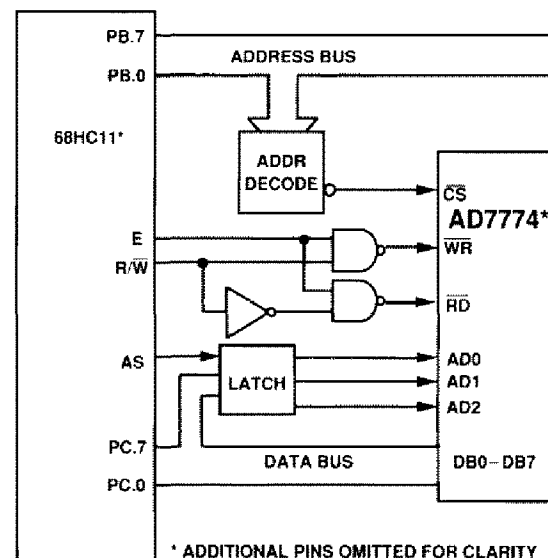 PB.7
ADDRESS BUS
PB.0
68HC11*
ADDR
DECODE
CS
AD7774*
E
WR
R/W
RD
AS
LATCH
AD0
AD1
AD2
PC.7
DATA BUS
DB0–DB7
PC.0
* ADDITIONAL PINS OMITTED FOR CLARITY